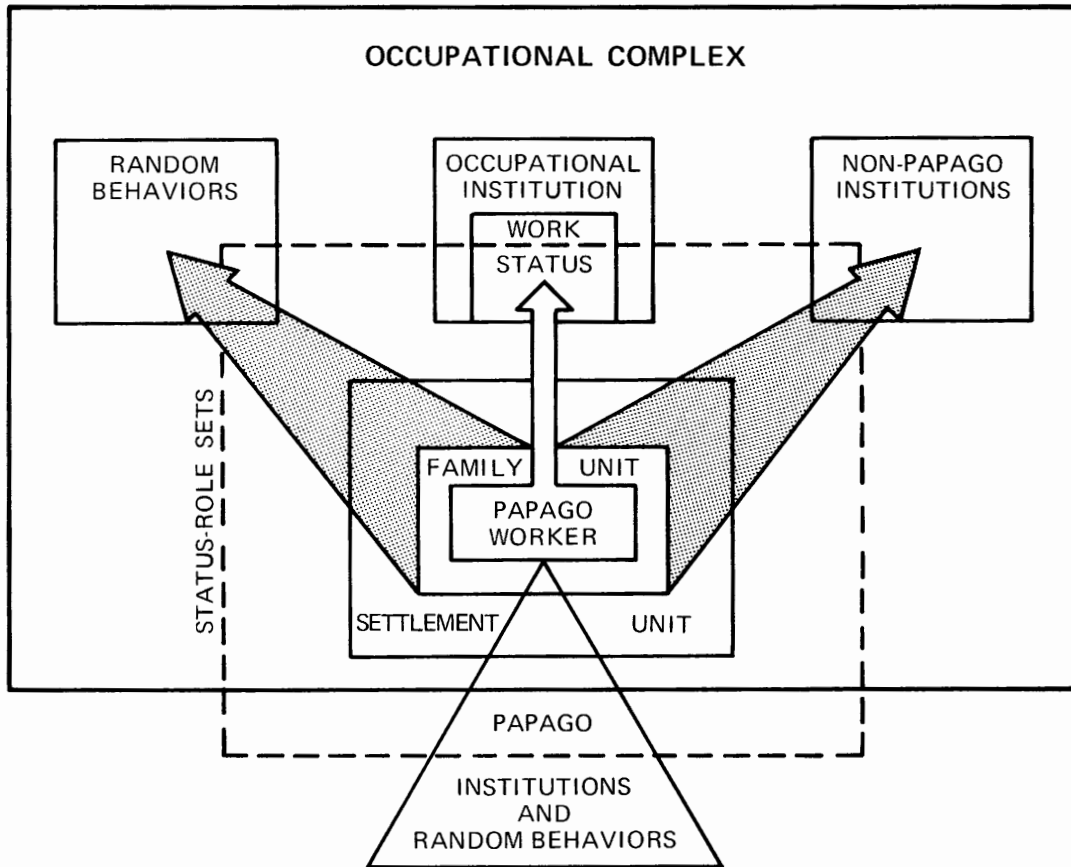 OCCUPATIONAL COMPLEX
RANDOM
BEHAVIORS
OCCUPATIONAL
INSTITUTION
WORK
STATUS
NON-PAPAGO
INSTITUTIONS
STATUS-ROLE SETS
FAMILY UNIT
PAPAGO
WORKER
SETTLEMENT UNIT
PAPAGO
INSTITUTIONS
AND
RANDOM BEHAVIORS